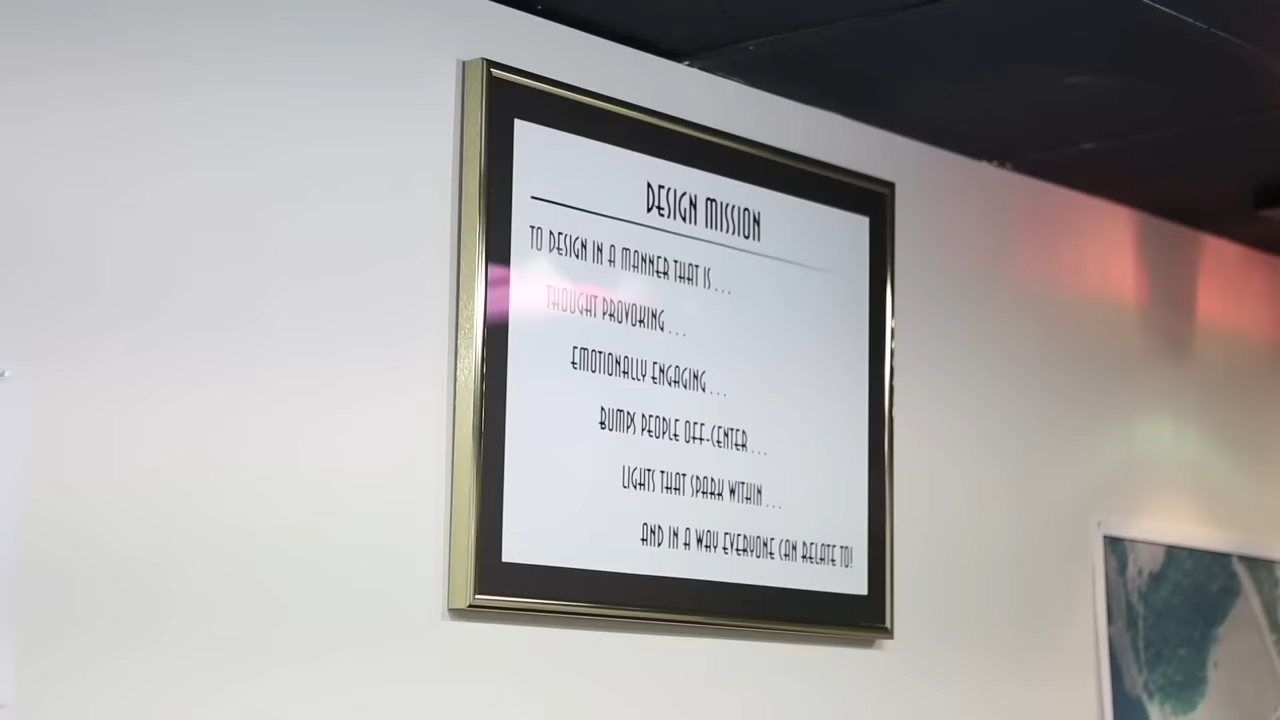 DESIGN MISSION
TO DESIGN IN A MANNER THAT IS . . .
THOUGHT PROVOKING . . .
EMOTIONALLY ENGAGING . . .
BUMPS PEOPLE OFF-CENTER . . .
LIGHTS THAT SPARK WITHIN . . .
AND IN A WAY EVERYONE CAN RELATE TO!